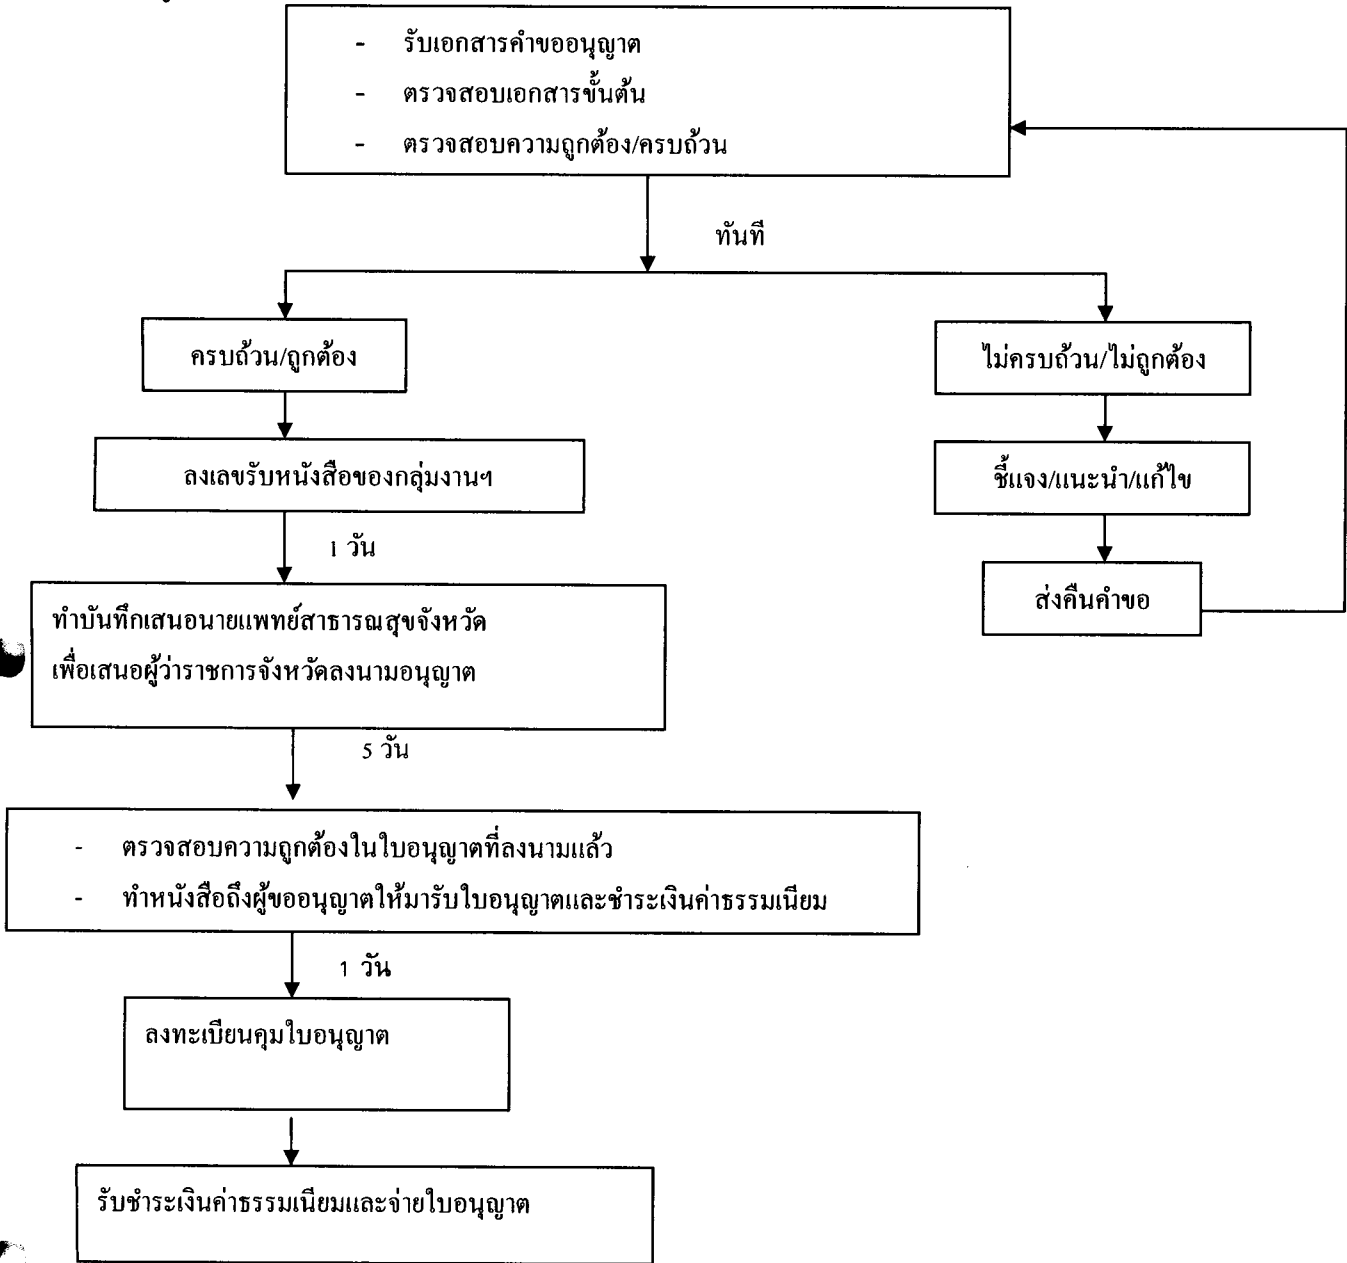 - รับเอกสารคำขออนุญาต
- ตรวจสอบเอกสารขั้นต้น
- ตรวจสอบความถูกต้อง/ครบถ้วน
ทันที
ครบถ้วน/ถูกต้อง
ไม่ครบถ้วน/ไม่ถูกต้อง
ลงเลขรับหนังสือของกลุ่มงานฯ
ชี้แจง/แนะนำ/แก้ไข
1 วัน
ส่งคืนคำขอ
ทำบันทึกเสนอนายแพทย์สาธารณสุขจังหวัด
เพื่อเสนอผู้ว่าราชการจังหวัดลงนามอนุญาต
5 วัน
- ตรวจสอบความถูกต้องในใบอนุญาตที่ลงนามแล้ว
- ทำหนังสือถึงผู้ขออนุญาตให้มารับใบอนุญาตและชำระเงินค่าธรรมเนียม
1 วัน
ลงทะเบียนคุมใบอนุญาต
รับชำระเงินค่าธรรมเนียมและจ่ายใบอนุญาต